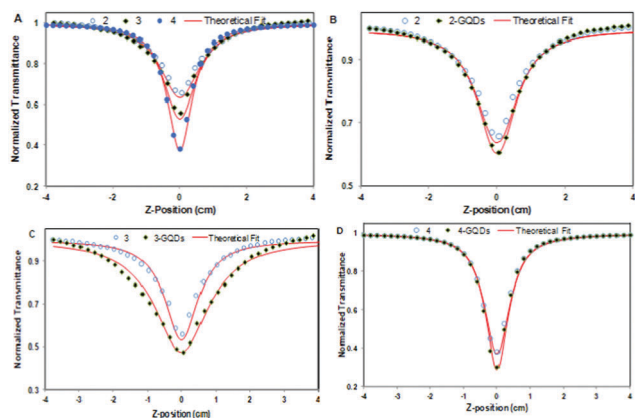 A
2 3 4 Theoretical Fit
1
0.8
0.6
0.4
0.2
Normalized Transmittance
-4 -2 0 2 4
Z-Position (cm)
B
2 2-GQDs Theoretical Fit
0.9
0.7
0.5
Normalized Transmittance
-4 -2 0 2 4
Z-position (cm)
C
3 3-GQDs Theoretical Fit
0.9
0.7
0.5
0.3
Normalized Transmittance
-4 -3 -2 -1 0 1 2 3 4
Z-position (cm)
D
4 4-GQDs Theoretical Fit
1
0.8
0.6
0.4
0.2
Normalized Transmittance
-4 -3 -2 -1 0 1 2 3 4
Z-position (cm)